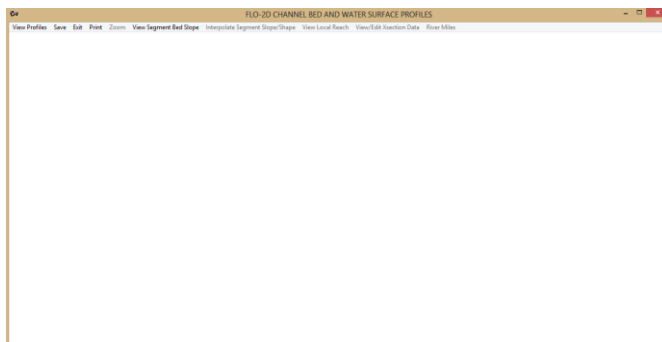 FLO-2D CHANNEL BED AND WATER SURFACE PROFILES
View Profiles Save Exit Print Zoom View Segment Bed Slope Interpolate Segment Slope/Shape View Local Reach View/Edit Xsection Data River Miles